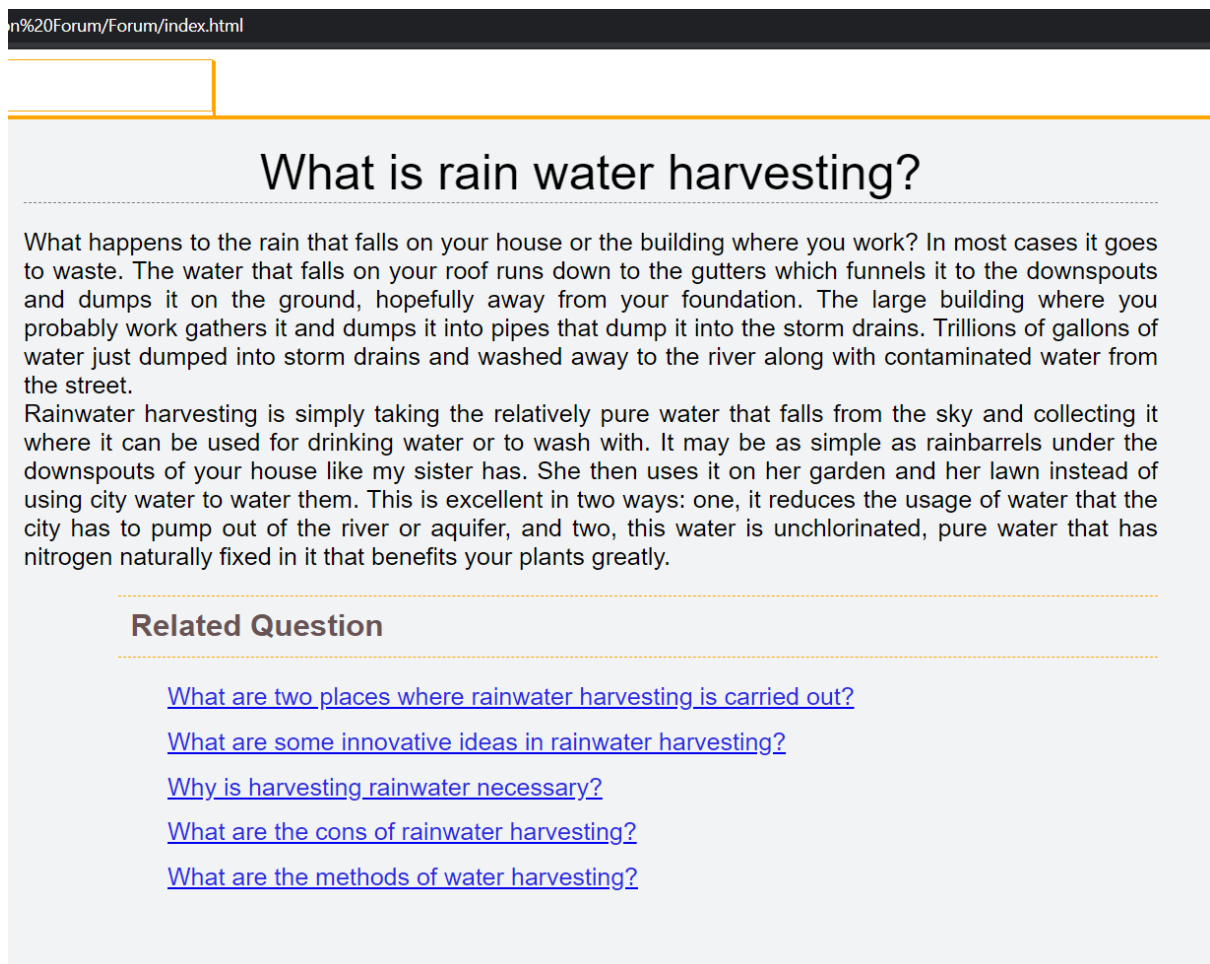 on%20Forum/Forum/index.html
What is rain water harvesting?
What happens to the rain that falls on your house or the building where you work? In most cases it goes
to waste. The water that falls on your roof runs down to the gutters which funnels it to the downspouts
and dumps it on the ground, hopefully away from your foundation. The large building where you
probably work gathers it and dumps it into pipes that dump it into the storm drains. Trillions of gallons of
water just dumped into storm drains and washed away to the river along with contaminated water from
the street.
Rainwater harvesting is simply taking the relatively pure water that falls from the sky and collecting it
where it can be used for drinking water or to wash with. It may be as simple as rainbarrels under the
downspouts of your house like my sister has. She then uses it on her garden and her lawn instead of
using city water to water them. This is excellent in two ways: one, it reduces the usage of water that the
city has to pump out of the river or aquifer, and two, this water is unchlorinated, pure water that has
nitrogen naturally fixed in it that benefits your plants greatly.
Related Question
What are two places where rainwater harvesting is carried out?
What are some innovative ideas in rainwater harvesting?
Why is harvesting rainwater necessary?
What are the cons of rainwater harvesting?
What are the methods of water harvesting?